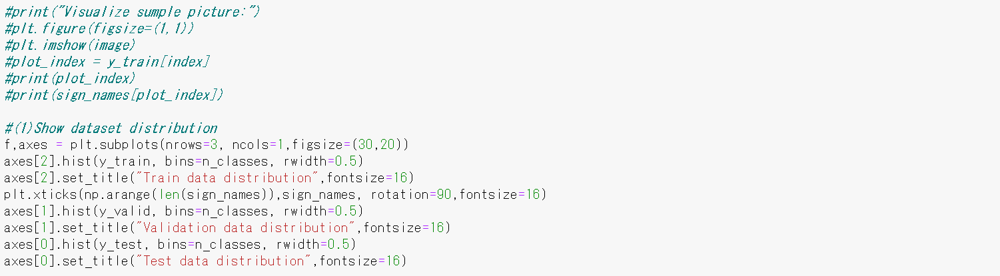 #print("Visualize sumple picture:")
#plt.figure(figsize=(1,1))
#plt.imshow(image)
#plot_index = y_train[index]
#print(plot_index)
#print(sign_names[plot_index])
#(1)Show dataset distribution
f,axes = plt.subplots(nrows=3, ncols=1,figsize=(30,20))
axes[2].hist(y_train, bins=n_classes, rwidth=0.5)
axes[2].set_title("Train data distribution",fontsize=16)
plt.xticks(np.arange(len(sign_names)),sign_names, rotation=90,fontsize=16)
axes[1].hist(y_valid, bins=n_classes, rwidth=0.5)
axes[1].set_title("Validation data distribution",fontsize=16)
axes[0].hist(y_test, bins=n_classes, rwidth=0.5)
axes[0].set_title("Test data distribution",fontsize=16)